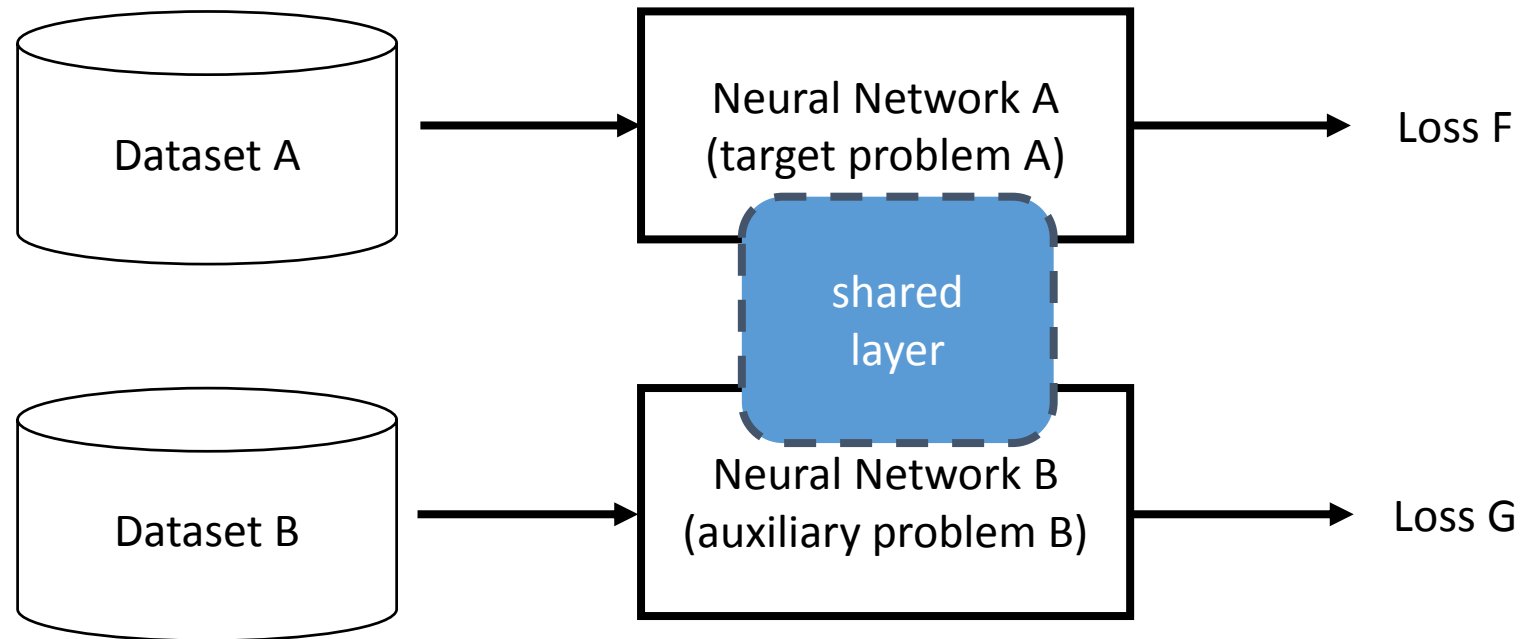 Dataset A
Neural Network A
(target problem A)
Loss F
shared
layer
Dataset B
Neural Network B
(auxiliary problem B)
Loss G